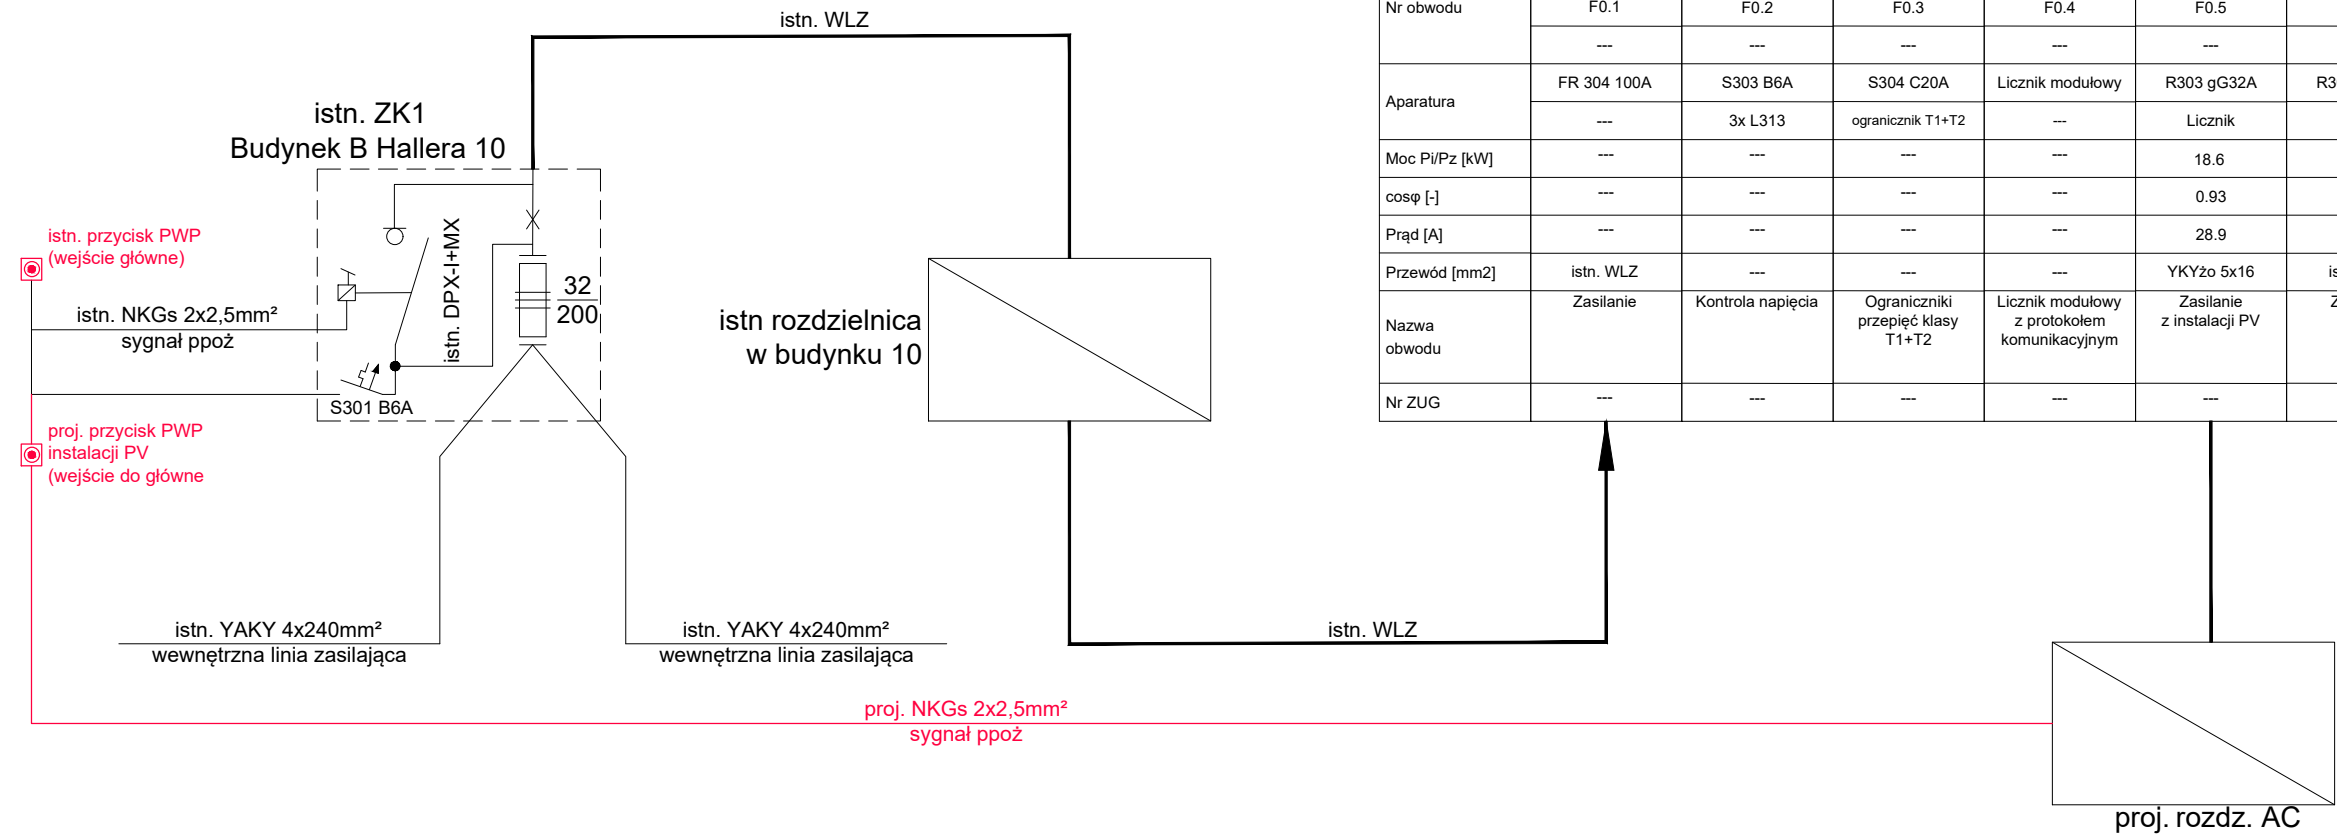 istn. WLZ
istn. ZK1
Budynek B Hallera 10
istn. przycisk PWP
(wejście główne)
istn. NKGs 2x2,5mm²
sygnał ppoż
istn. DPX-I+MX
32
200
S301 B6A
proj. przycisk PWP
instalacji PV
(wejście do główne
istn. YAKY 4x240mm²
wewnętrzna linia zasilająca
istn. YAKY 4x240mm²
wewnętrzna linia zasilająca
istn rozdzielnica
w budynku 10
istn. WLZ
proj. NKGs 2x2,5mm²
sygnał ppoż
proj. rozdz. AC
Nr obwodu F0.1 F0.2 F0.3 F0.4 F0.5
--- --- --- --- ---
Aparatura FR 304 100A S303 B6A S304 C20A Licznik modułowy R303 gG32A R3
--- 3x L313 ogranicznik T1+T2 --- Licznik
Moc Pi/Pz [kW] --- --- --- --- 18.6
cosφ [-] --- --- --- --- 0.93
Prąd [A] --- --- --- --- 28.9
Przewód [mm2] istn. WLZ --- --- --- YKYżo 5x16 is
Nazwa
obwodu
Zasilanie
Kontrola napięcia
Ograniczniki
przepięć klasy
T1+T2
Licznik modułowy
z protokołem
komunikacyjnym
Zasilanie
z instalacji PV
Z
Nr ZUG --- --- --- --- ---